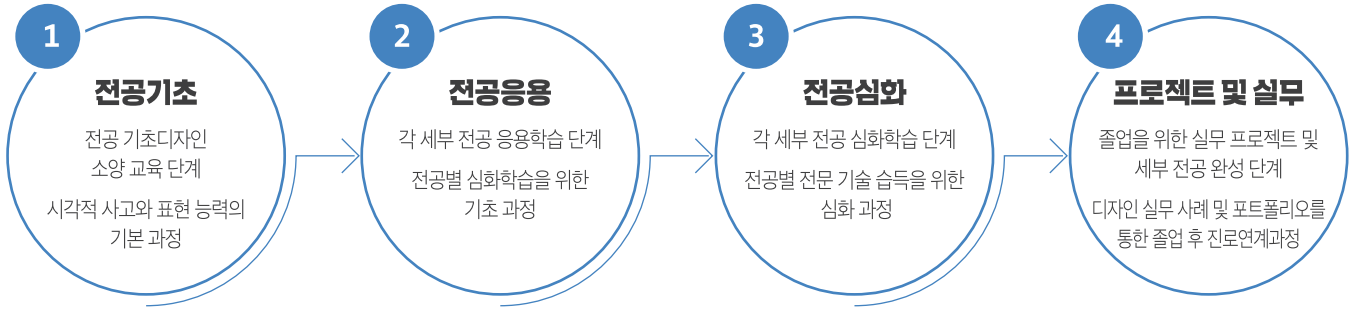 1
전공기초
전공 기초디자인
소양 교육 단계
시각적 사고와 표현 능력의
기본 과정
2
전공응용
각 세부 전공 응용학습 단계
전공별 심화학습을 위한
기초 과정
3
전공심화
각 세부 전공 심화학습 단계
전공별 전문 기술 습득을 위한
심화 과정
4
프로젝트 및 실무
졸업을 위한 실무 프로젝트 및
세부 전공 완성 단계
디자인 실무 사례 및 포트폴리오를
통한 졸업 후 진로연계과정